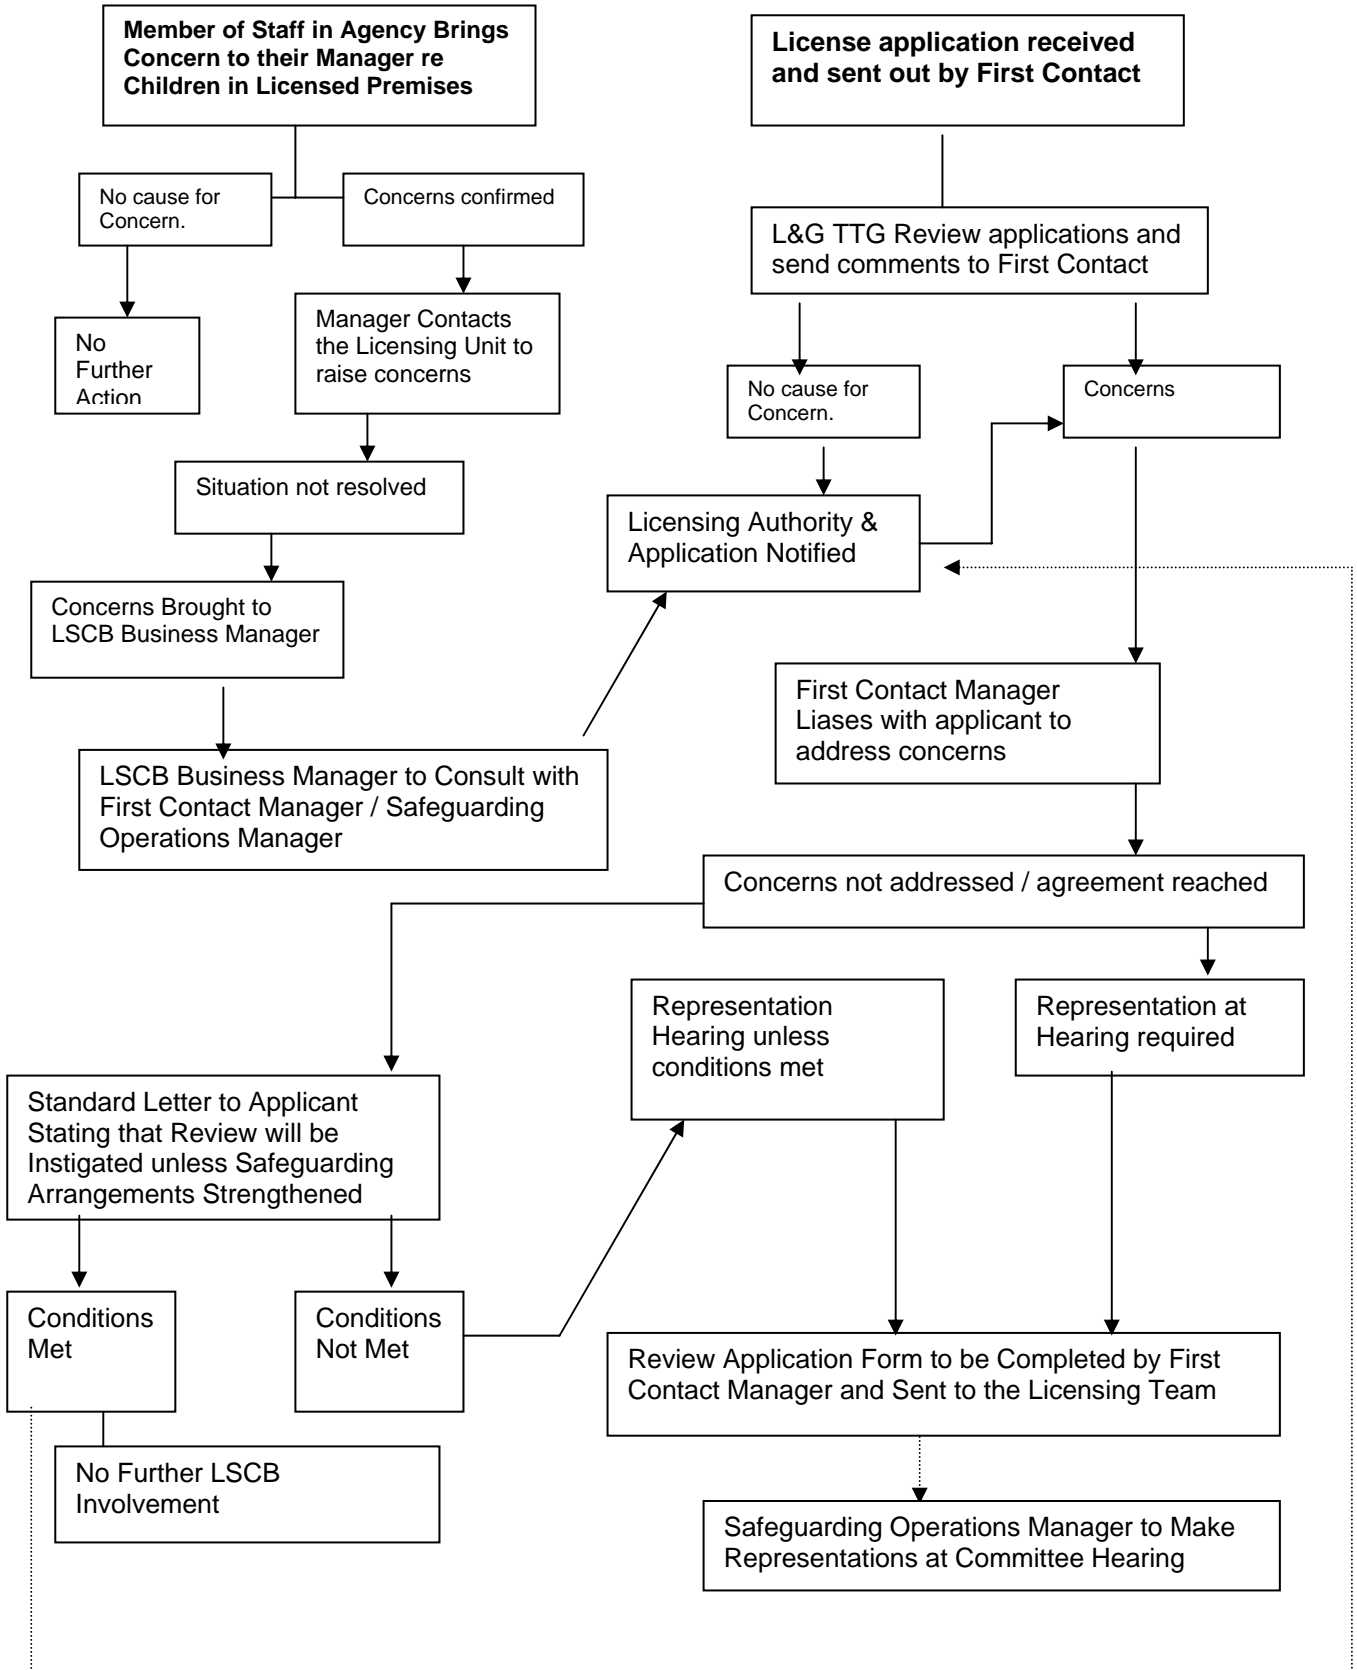 Member of Staff in Agency Brings
Concern to their Manager re
Children in Licensed Premises
License application received
and sent out by First Contact
No cause for
Concern.
Concerns confirmed
L&G TTG Review applications and
send comments to First Contact
No
Further
Action
Manager Contacts
the Licensing Unit to
raise concerns
No cause for
Concern.
Concerns
Situation not resolved
Licensing Authority &
Application Notified
Concerns Brought to
LSCB Business Manager
First Contact Manager
Liases with applicant to
address concerns
LSCB Business Manager to Consult with
First Contact Manager / Safeguarding
Operations Manager
Concerns not addressed / agreement reached
Representation
Hearing unless
conditions met
Representation at
Hearing required
Standard Letter to Applicant
Stating that Review will be
Instigated unless Safeguarding
Arrangements Strengthened
Conditions
Met
Conditions
Not Met
Review Application Form to be Completed by First
Contact Manager and Sent to the Licensing Team
No Further LSCB
Involvement
Safeguarding Operations Manager to Make
Representations at Committee Hearing